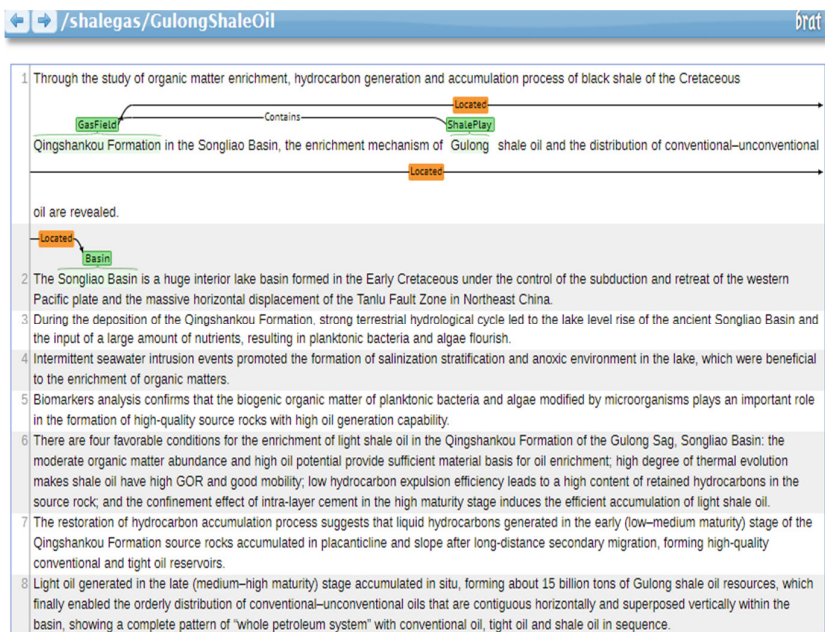 /shalegas/GulongShaleOil
brat
1 Through the study of organic matter enrichment, hydrocarbon generation and accumulation process of black shale of the Cretaceous
Located
GasField
Contains
ShalePlay
Qingshankou Formation in the Songliao Basin, the enrichment mechanism of Gulong shale oil and the distribution of conventional–unconventional
Located
oil are revealed.
Located
Basin
2 The Songliao Basin is a huge interior lake basin formed in the Early Cretaceous under the control of the subduction and retreat of the western
Pacific plate and the massive horizontal displacement of the Tanlu Fault Zone in Northeast China.
3 During the deposition of the Qingshankou Formation, strong terrestrial hydrological cycle led to the lake level rise of the ancient Songliao Basin and
the input of a large amount of nutrients, resulting in planktonic bacteria and algae flourish.
4 Intermittent seawater intrusion events promoted the formation of salinization stratification and anoxic environment in the lake, which were beneficial
to the enrichment of organic matters.
5 Biomarkers analysis confirms that the biogenic organic matter of planktonic bacteria and algae modified by microorganisms plays an important role
in the formation of high-quality source rocks with high oil generation capability.
6 There are four favorable conditions for the enrichment of light shale oil in the Qingshankou Formation of the Gulong Sag, Songliao Basin: the
moderate organic matter abundance and high oil potential provide sufficient material basis for oil enrichment; high degree of thermal evolution
makes shale oil have high GOR and good mobility; low hydrocarbon expulsion efficiency leads to a high content of retained hydrocarbons in the
source rock; and the confinement effect of intra-layer cement in the high maturity stage induces the efficient accumulation of light shale oil.
7 The restoration of hydrocarbon accumulation process suggests that liquid hydrocarbons generated in the early (low–medium maturity) stage of the
Qingshankou Formation source rocks accumulated in placanticline and slope after long-distance secondary migration, forming high-quality
conventional and tight oil reservoirs.
8 Light oil generated in the late (medium–high maturity) stage accumulated in situ, forming about 15 billion tons of Gulong shale oil resources, which
finally enabled the orderly distribution of conventional–unconventional oils that are contiguous horizontally and superposed vertically within the
basin, showing a complete pattern of "whole petroleum system" with conventional oil, tight oil and shale oil in sequence.